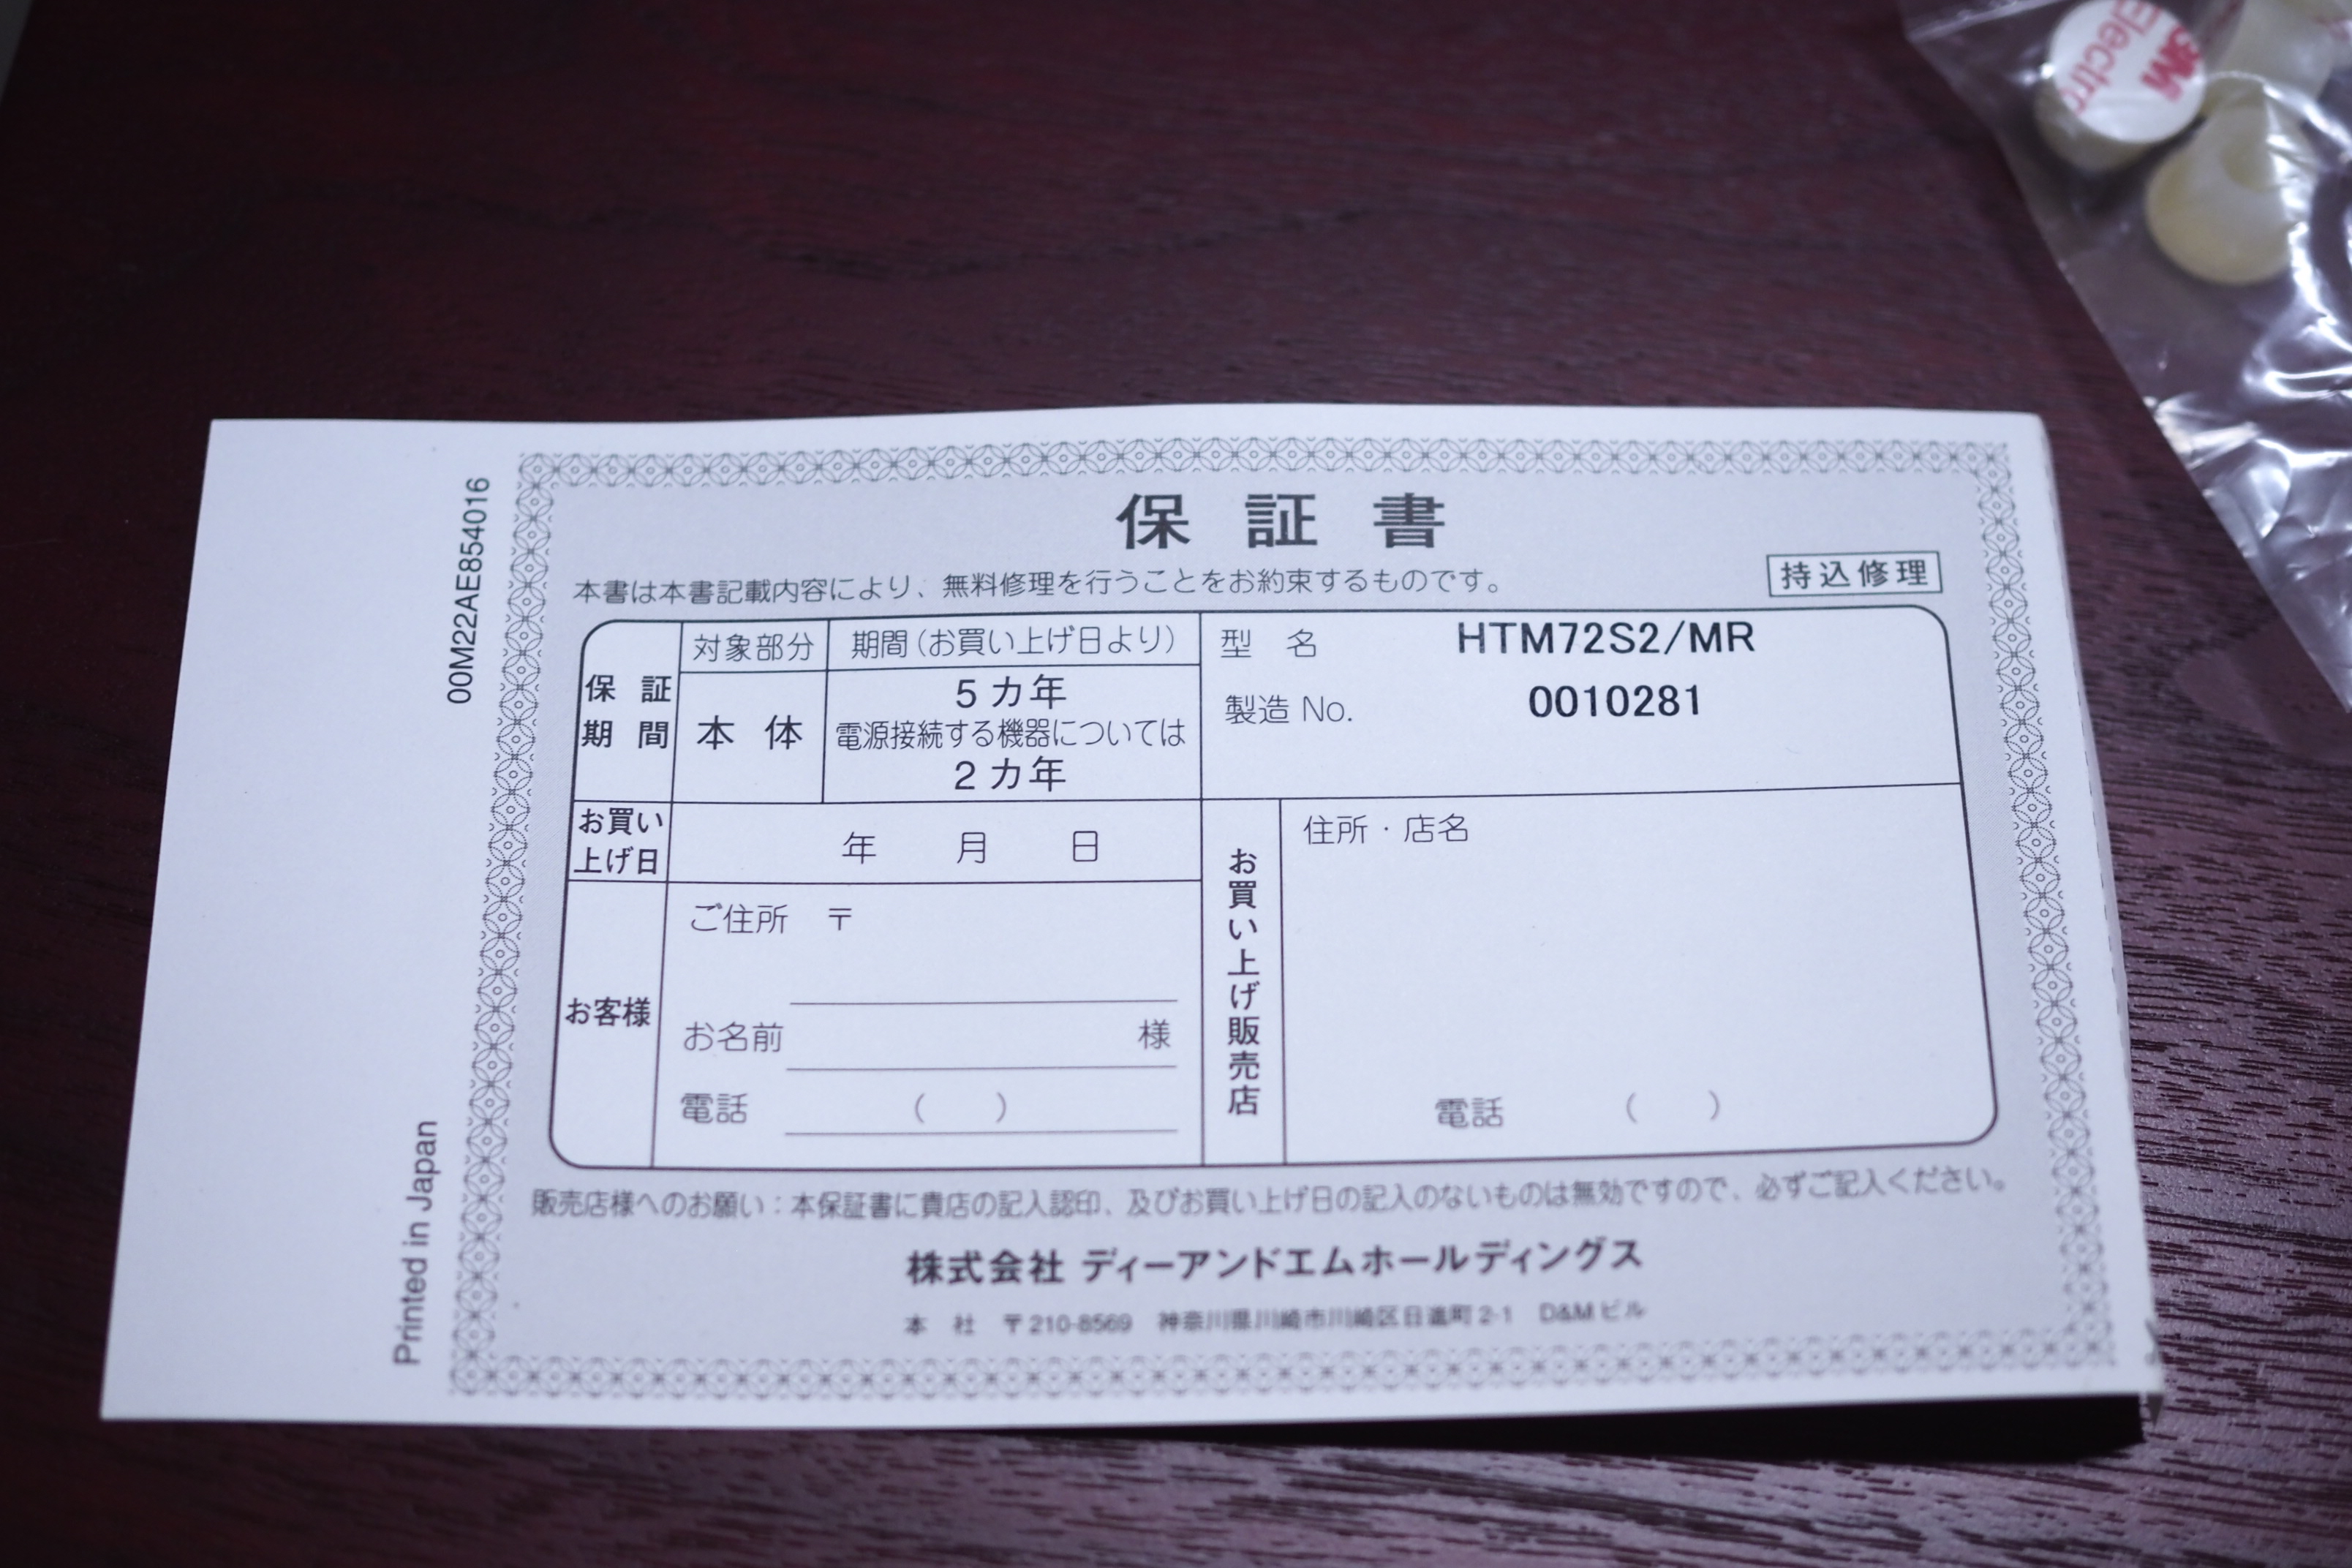 3M
Electr
00M22AE854016
Printed in Japan
保証書
本書は本書記載内容により、無料修理を行うことをお約束するものです。
持込修理
保証期間
対象部分
期間(お買い上げ日より)
本体
5カ年
電源接続する機器については
2カ年
型名 HTM72S2/MR
製造 No. 0010281
お買い
上げ日
年 月 日
お客様
ご住所 〒
お名前 様
電話 ( )
お買い上げ販売店
住所・店名
電話 ( )
販売店様へのお願い:本保証書に貴店の記入認印、及びお買い上げ日の記入のないものは無効ですので、必ずご記入ください。
株式会社 ディーアンドエムホールディングス
本社 〒210-8569 神奈川県川崎市川崎区日進町2-1 D&Mビル